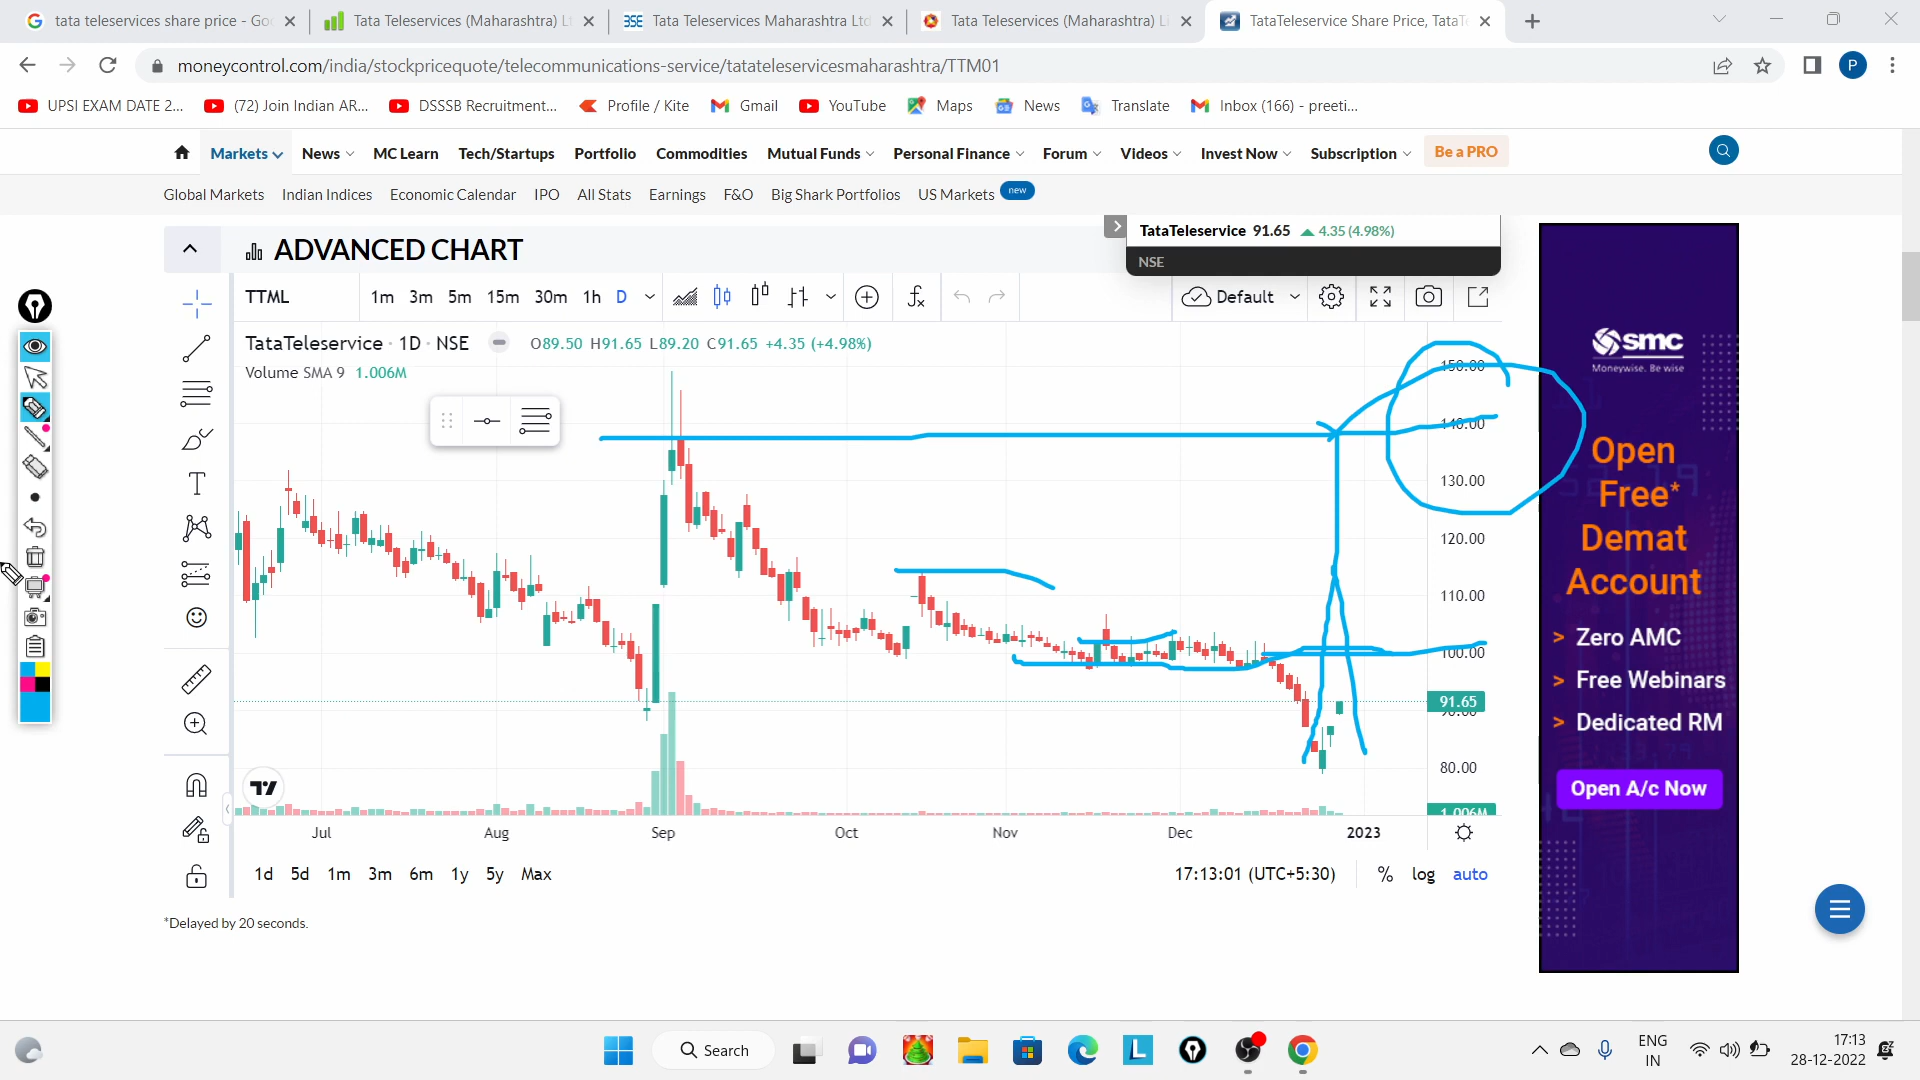 tata teleservices share price - Goo
Tata Teleservices (Maharashtra) Lt
BSE Tata Teleservices Maharashtra Ltd
Tata Teleservices (Maharashtra) Li
TataTeleservice Share Price, TataTe
moneycontrol.com/india/stockpricequote/telecommunications-service/tatateleservicesmaharashtra/TTM01
P
UPSI EXAM DATE 2...
(72) Join Indian AR...
DSSSB Recruitment...
Profile / Kite
Gmail
YouTube
Maps
News
Translate
Inbox (166) - preeti...
Markets
News
MC Learn
Tech/Startups
Portfolio
Commodities
Mutual Funds
Personal Finance
Forum
Videos
Invest Now
Subscription
Be a PRO
Global Markets
Indian Indices
Economic Calendar
IPO
All Stats
Earnings
F&O
Big Shark Portfolios
US Markets
new
ADVANCED CHART
TataTeleservice 91.65 4.35 (4.98%)
NSE
TTML
1m 3m 5m 15m 30m 1h D
Default
TataTeleservice · 1D · NSE
O89.50 H91.65 L89.20 C91.65 +4.35 (+4.98%)
Volume SMA 9 1.006M
150.00
140.00
130.00
120.00
110.00
100.00
91.65
90.00
80.00
1.006M
Jul
Aug
Sep
Oct
Nov
Dec
2023
1d 5d 1m 3m 6m 1y 5y Max
17:13:01 (UTC+5:30)
% log auto
*Delayed by 20 seconds.
smc
Moneywise. Be wise
Open
Free*
Demat
Account
> Zero AMC
> Free Webinars
> Dedicated RM
Open A/c Now
Search
L
ENG
IN
17:13
28-12-2022